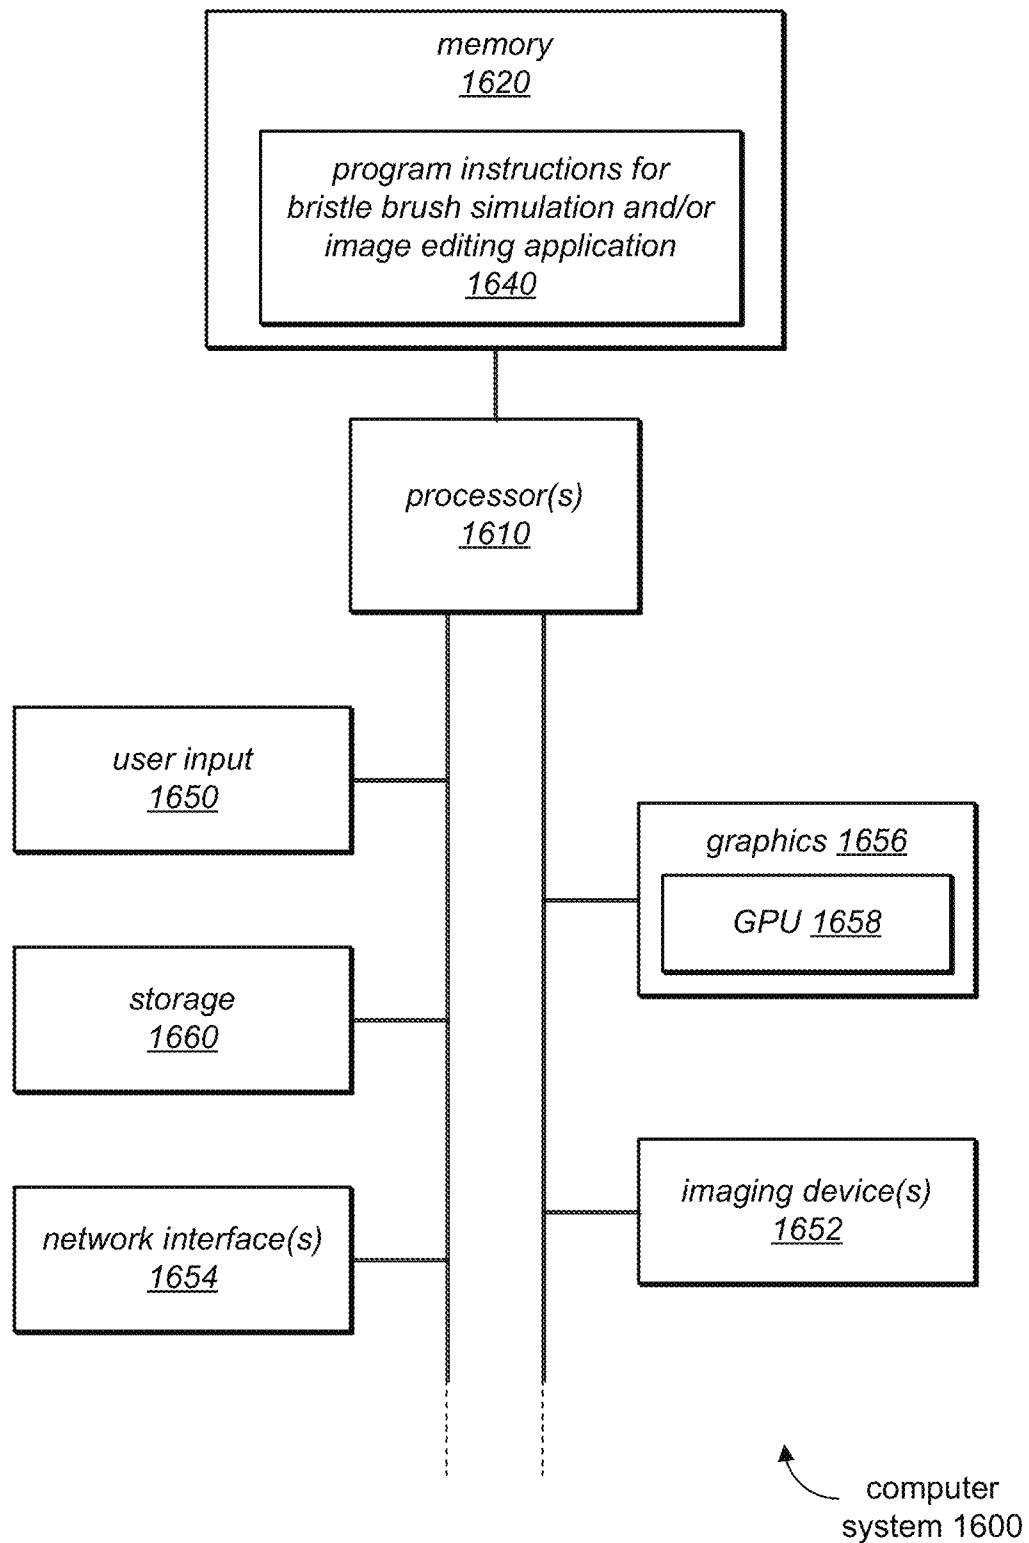 memory
1620
program instructions for
bristle brush simulation and/or
image editing application
1640
processor(s)
1610
user input
1650
graphics 1656
GPU 1658
storage
1660
imaging device(s)
1652
network interface(s)
1654
computer
system 1600